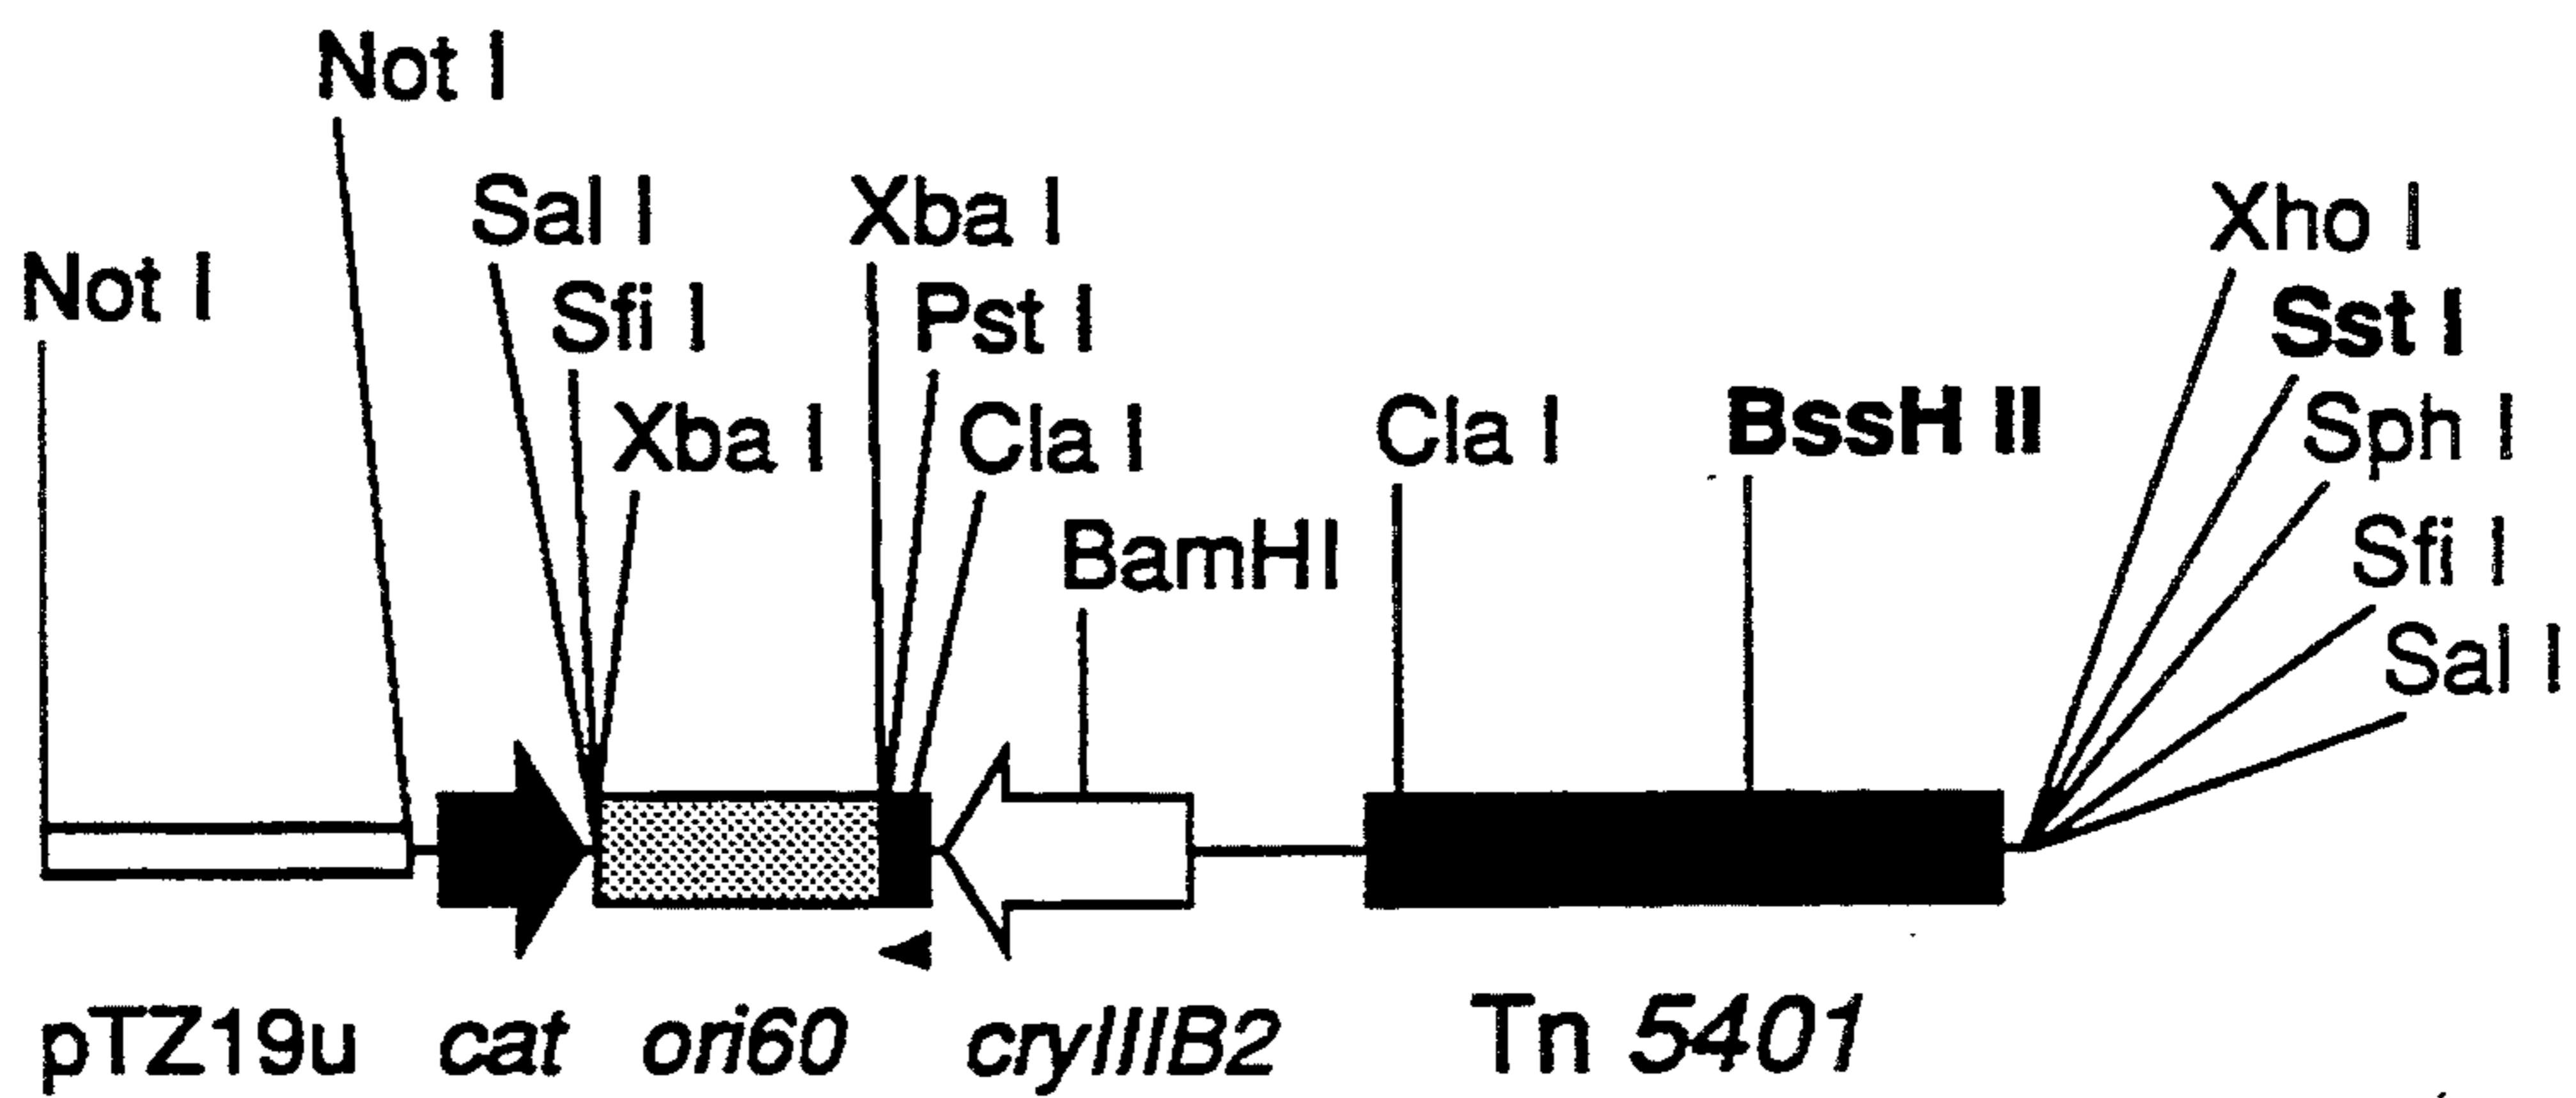 Not I
Not I
Sal I
Sfi I
Xba I
Xba I
Pst I
Cla I
BamHI
Cla I
BssH II
Xho I
Sst I
Sph I
Sfi I
Sal I
pTZ19u cat ori60 cryIIIB2 Tn 5401